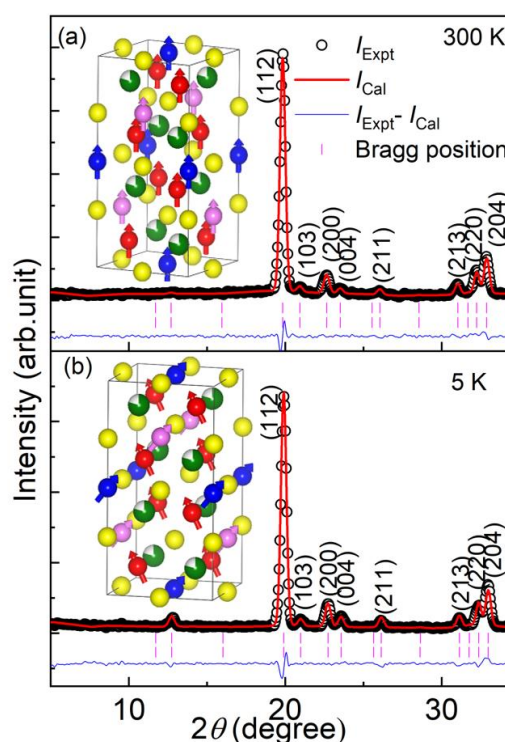 (a)
I_Expt
300 K
I_Cal
I_Expt - I_Cal
Bragg position
(112)
(103)
(200)
(004)
(211)
(213)
(220)
(204)
(b)
5 K
(112)
(103)
(200)
(004)
(211)
(213)
(220)
(204)
Intensity (arb.unit)
10 20 30
2θ (degree)